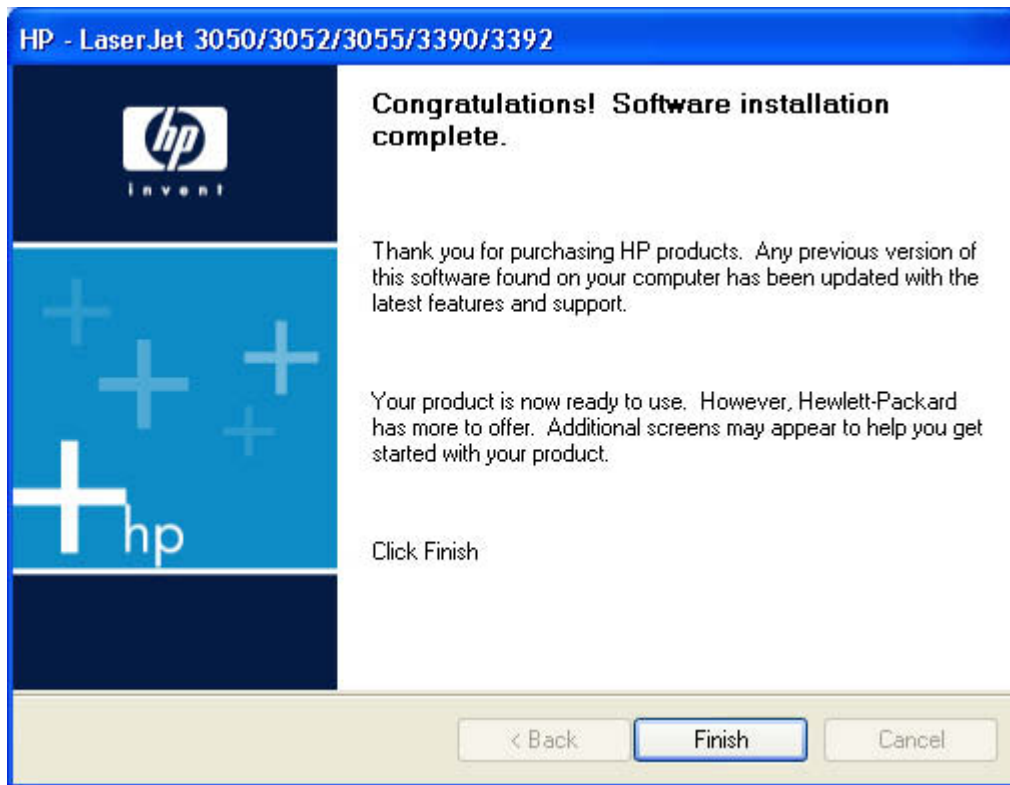 HP - LaserJet 3050/3052/3055/3390/3392
hp
invent
Congratulations! Software installation
complete.
Thank you for purchasing HP products. Any previous version of
this software found on your computer has been updated with the
latest features and support.
Your product is now ready to use. However, Hewlett-Packard
has more to offer. Additional screens may appear to help you get
started with your product.
hp
Click Finish
< Back
Finish
Cancel